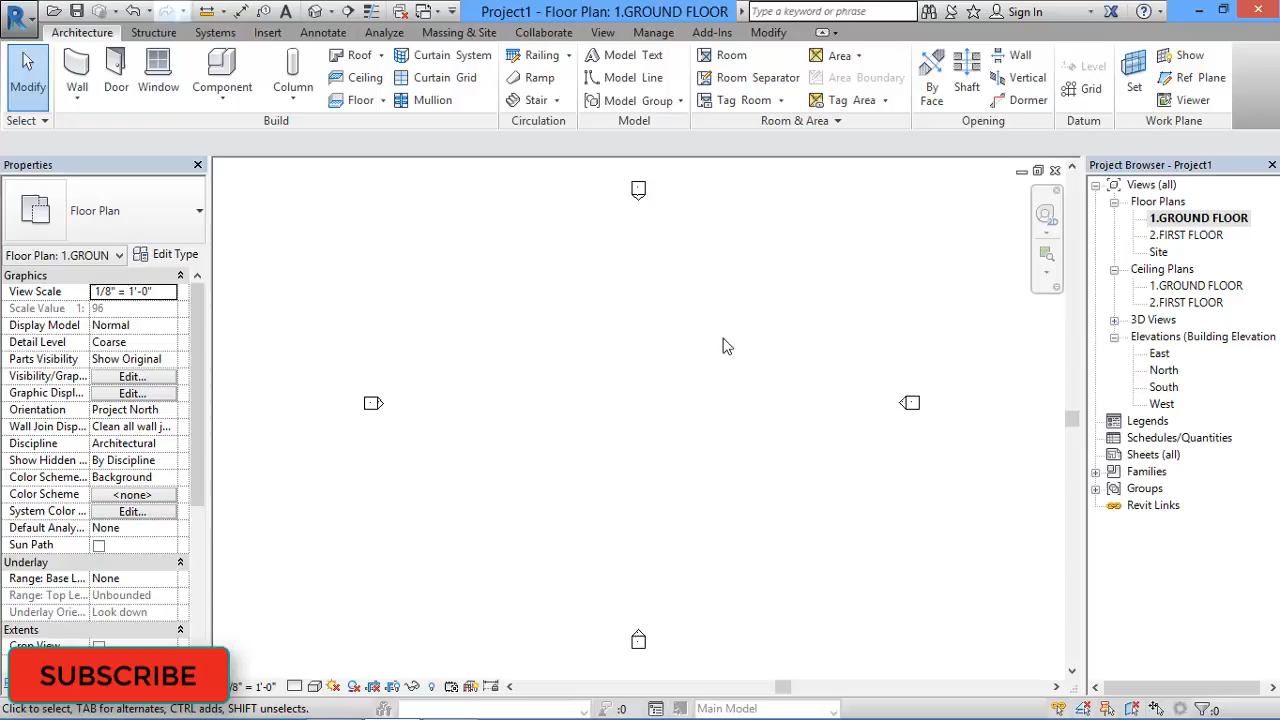 Project1 - Floor Plan: 1.GROUND FLOOR
Type a keyword or phrase
Sign In
Architecture Structure Systems Insert Annotate Analyze Massing & Site Collaborate View Manage Add-Ins Modify
Modify
Wall
Door
Window
Component
Column
Roof
Ceiling
Floor
Curtain System
Curtain Grid
Mullion
Railing
Ramp
Stair
Model Text
Model Line
Model Group
Room
Room Separator
Tag Room
Area
Area Boundary
Tag Area
By Face
Shaft
Wall
Vertical
Dormer
Level
Grid
Set
Show
Ref Plane
Viewer
Select
Build
Circulation
Model
Room & Area
Opening
Datum
Work Plane
Properties
Floor Plan
Floor Plan: 1.GROUN
Edit Type
Graphics
View Scale 1/8" = 1'-0"
Scale Value 1: 96
Display Model Normal
Detail Level Coarse
Parts Visibility Show Original
Visibility/Grap... Edit...
Graphic Displ... Edit...
Orientation Project North
Wall Join Disp... Clean all wall j...
Discipline Architectural
Show Hidden ... By Discipline
Color Scheme... Background
Color Scheme <none>
System Color ... Edit...
Default Analy... None
Sun Path
Underlay
Range: Base L... None
Range: Top Le... Unbounded
Underlay Orie... Look down
Extents
Crop View
SUBSCRIBE
1/8" = 1'-0"
Click to select, TAB for alternates, CTRL adds, SHIFT unselects.
:0
Main Model
:0
2D
Project Browser - Project1
Views (all)
Floor Plans
1.GROUND FLOOR
2.FIRST FLOOR
Site
Ceiling Plans
1.GROUND FLOOR
2.FIRST FLOOR
3D Views
Elevations (Building Elevation
East
North
South
West
Legends
Schedules/Quantities
Sheets (all)
Families
Groups
Revit Links